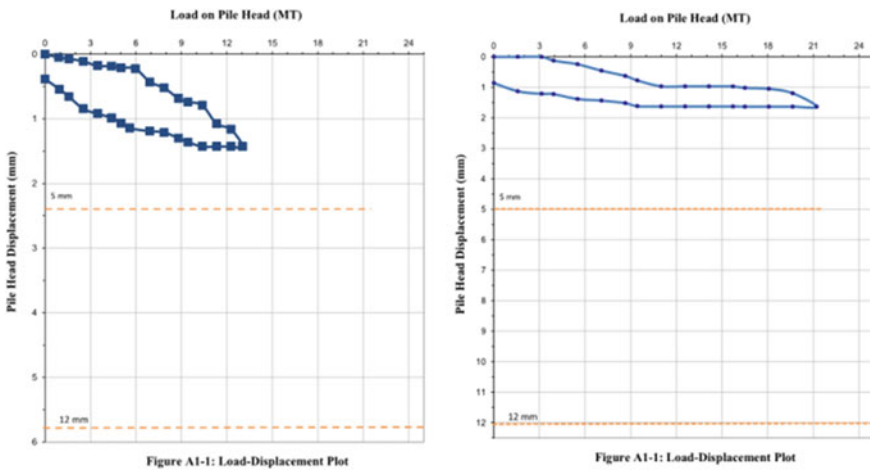 Load on Pile Head (MT)
0 3 6 9 12 15 18 21 24
0
1
2
3
4
5
6
Pile Head Displacement (mm)
5 mm
12 mm
Figure A1-1: Load-Displacement Plot
Load on Pile Head (MT)
0 3 6 9 12 15 18 21 24
0
1
2
3
4
5
6
7
8
9
10
11
12
Pile Head Displacement (mm)
5 mm
12 mm
Figure A1-1: Load-Displacement Plot